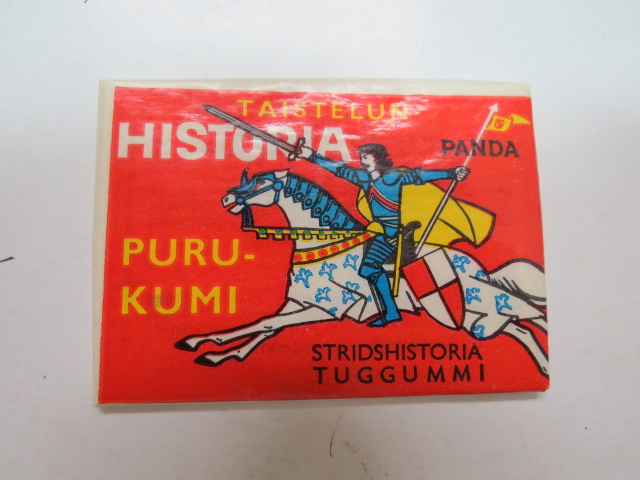 TAISTELUN
HISTORIA
PANDA
PURU-
KUMI
STRIDSHISTORIA
TUGGUMMI